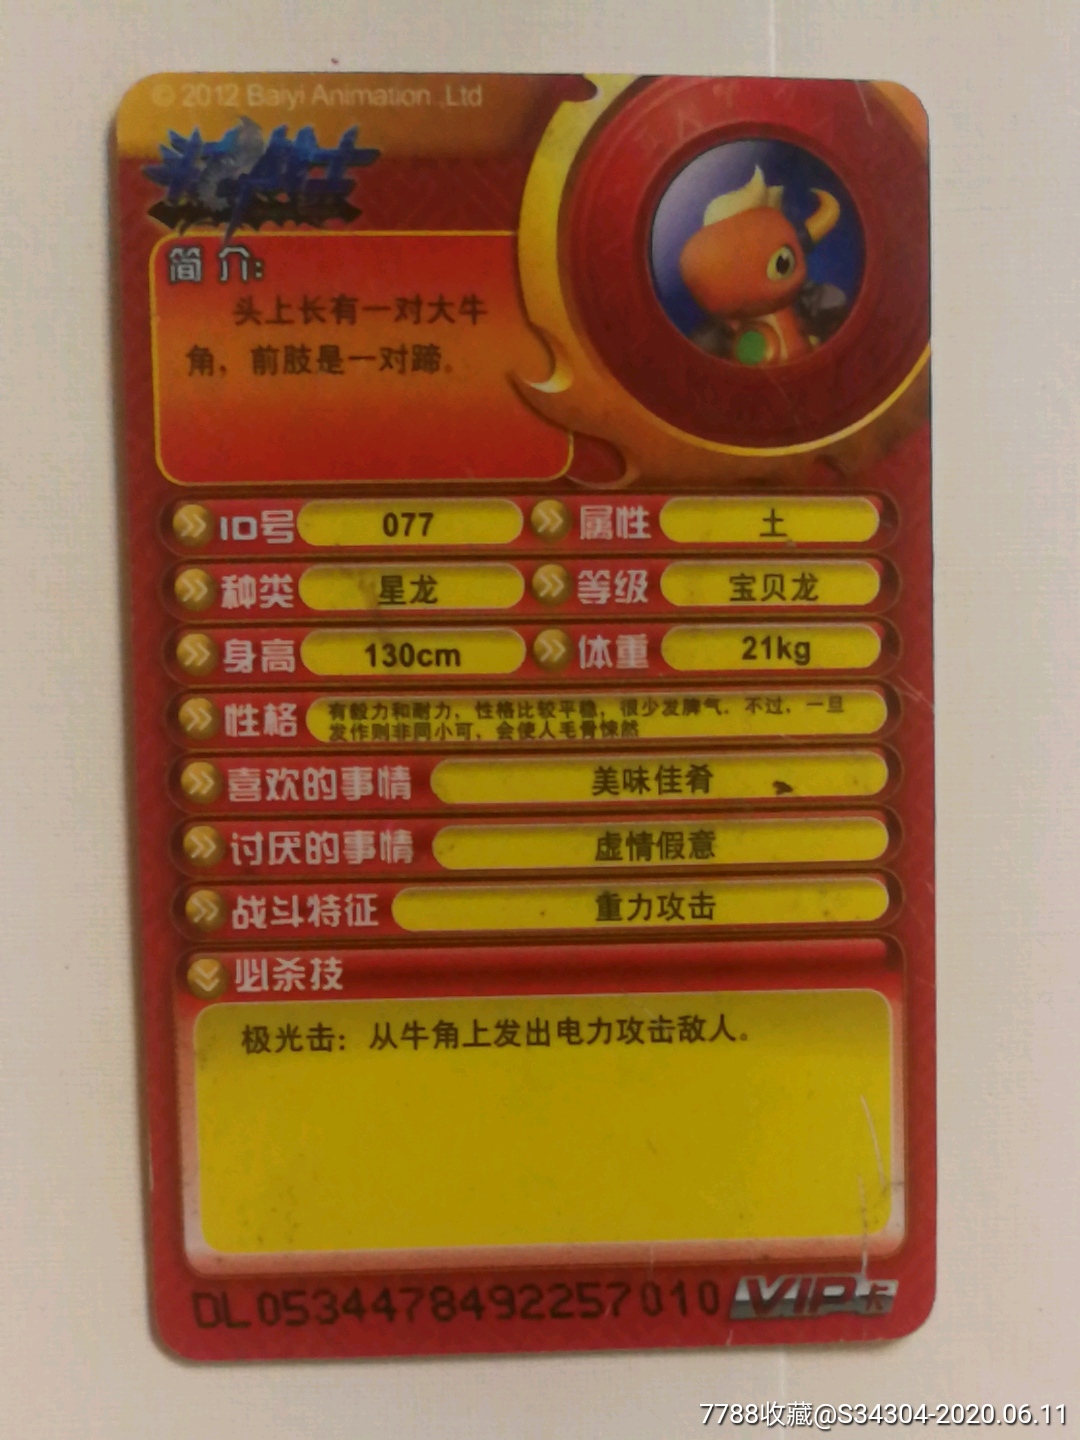 © 2012 Baiyi Animation .Ltd
斗龙战士
简介:
头上长有一对大牛
角，前肢是一对蹄。
ID号 077 属性 土
种类 星龙 等级 宝贝龙
身高 130cm 体重 21kg
性格 有毅力和耐力，性格比较平稳，很少发脾气．不过，一旦
发作则非同小可，会使人毛骨悚然
喜欢的事情 美味佳肴
讨厌的事情 虚情假意
战斗特征 重力攻击
必杀技
极光击：从牛角上发出电力攻击敌人。
DL0534478492257010 VIP卡
7788收藏@S34304-2020.06.11